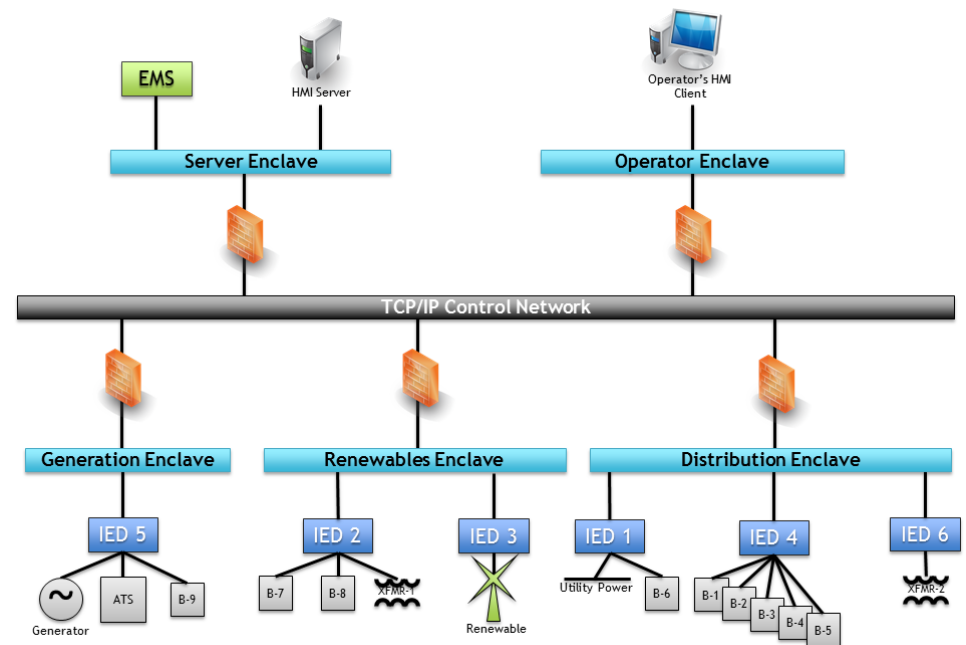 EMS
HMI Server
Operator's HMI
Client
Server Enclave
Operator Enclave
TCP/IP Control Network
Generation Enclave
Renewables Enclave
Distribution Enclave
IED 5
IED 2
IED 3
IED 1
IED 4
IED 6
Generator
ATS
B-9
B-7
B-8
XFMR-1
Renewable
Utility Power
B-6
B-1
B-2
B-3
B-4
B-5
XFMR-2